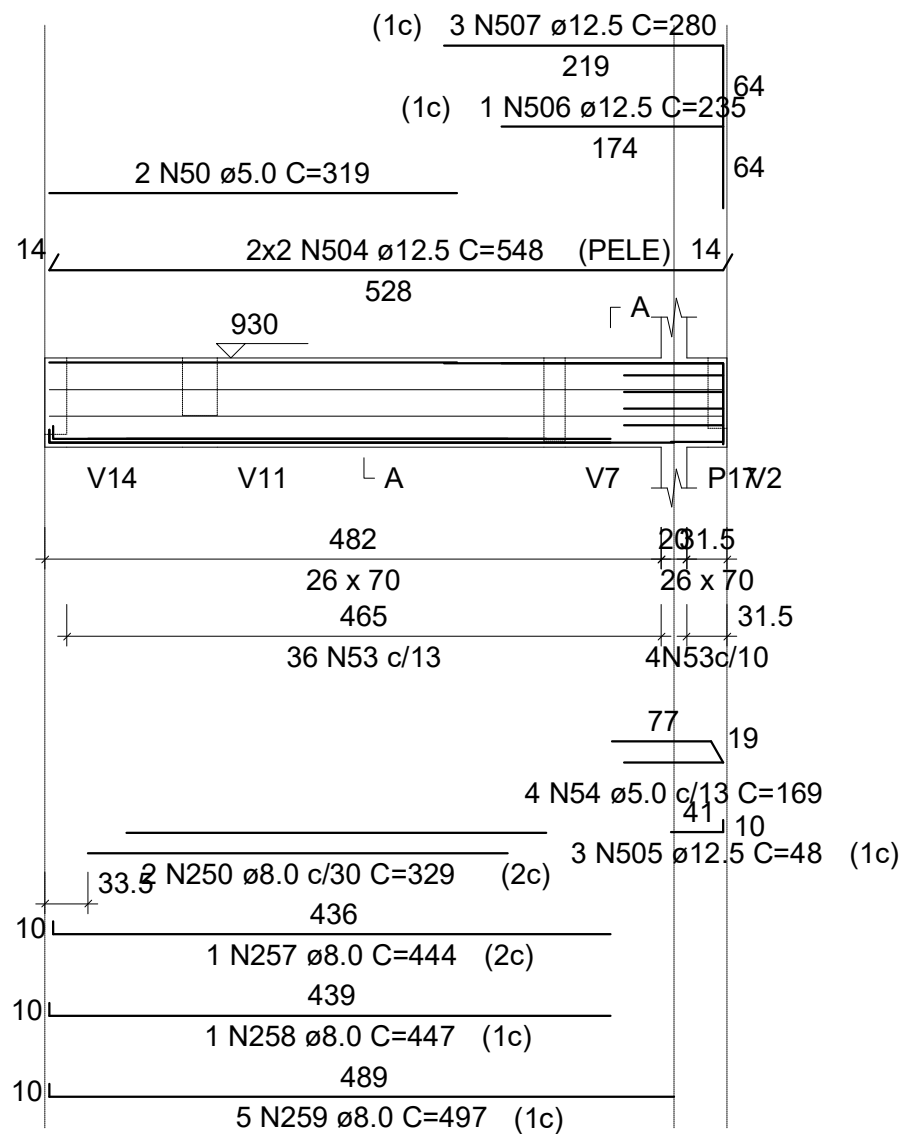 (1c) 3 N507 ø12.5 C=280
219
64
(1c) 1 N506 ø12.5 C=235
174
64
2 N50 ø5.0 C=319
14 2x2 N504 ø12.5 C=548 (PELE) 14
528
A
930
V14 V11 A V7 P17 V2
482 20 31.5
26 x 70 26 x 70
465 31.5
36 N53 c/13 4N53c/10
77
19
4 N54 ø5.0 c/13 C=169
41 10
3 N505 ø12.5 C=48 (1c)
2 N250 ø8.0 c/30 C=329 (2c)
33.5
436
10
1 N257 ø8.0 C=444 (2c)
439
10
1 N258 ø8.0 C=447 (1c)
489
10
5 N259 ø8.0 C=497 (1c)